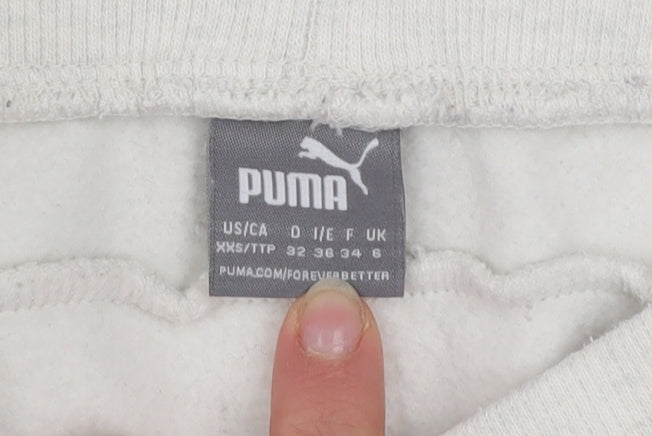 PUMA
US/CA D I/E F UK
XXS/TTP 32 36 34 6
PUMA.COM/FOREVERBETTER